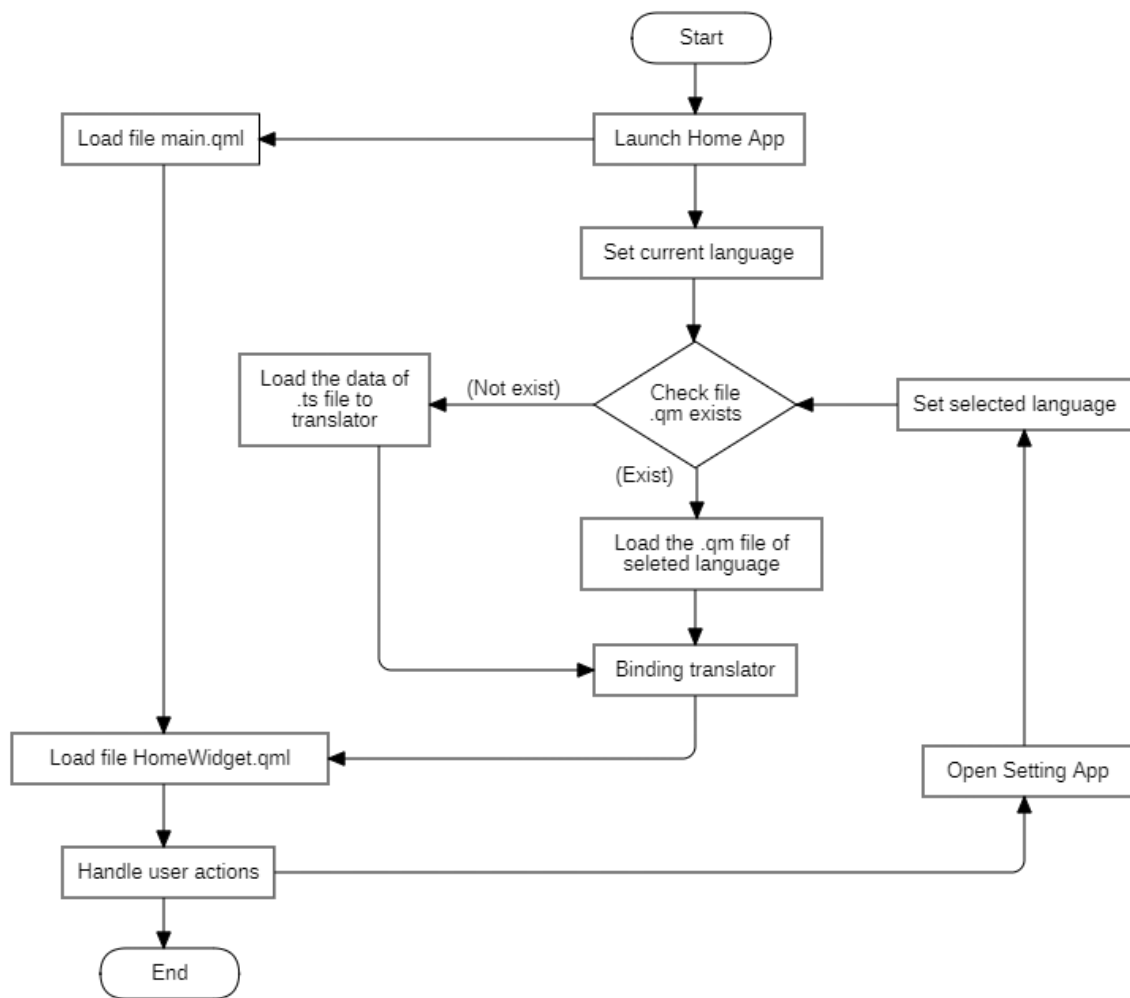 Start
Load file main.qml
Launch Home App
Set current language
Load the data of
.ts file to
translator
(Not exist)
Check file
.qm exists
Set selected language
(Exist)
Load the .qm file of
seleted language
Binding translator
Load file HomeWidget.qml
Open Setting App
Handle user actions
End